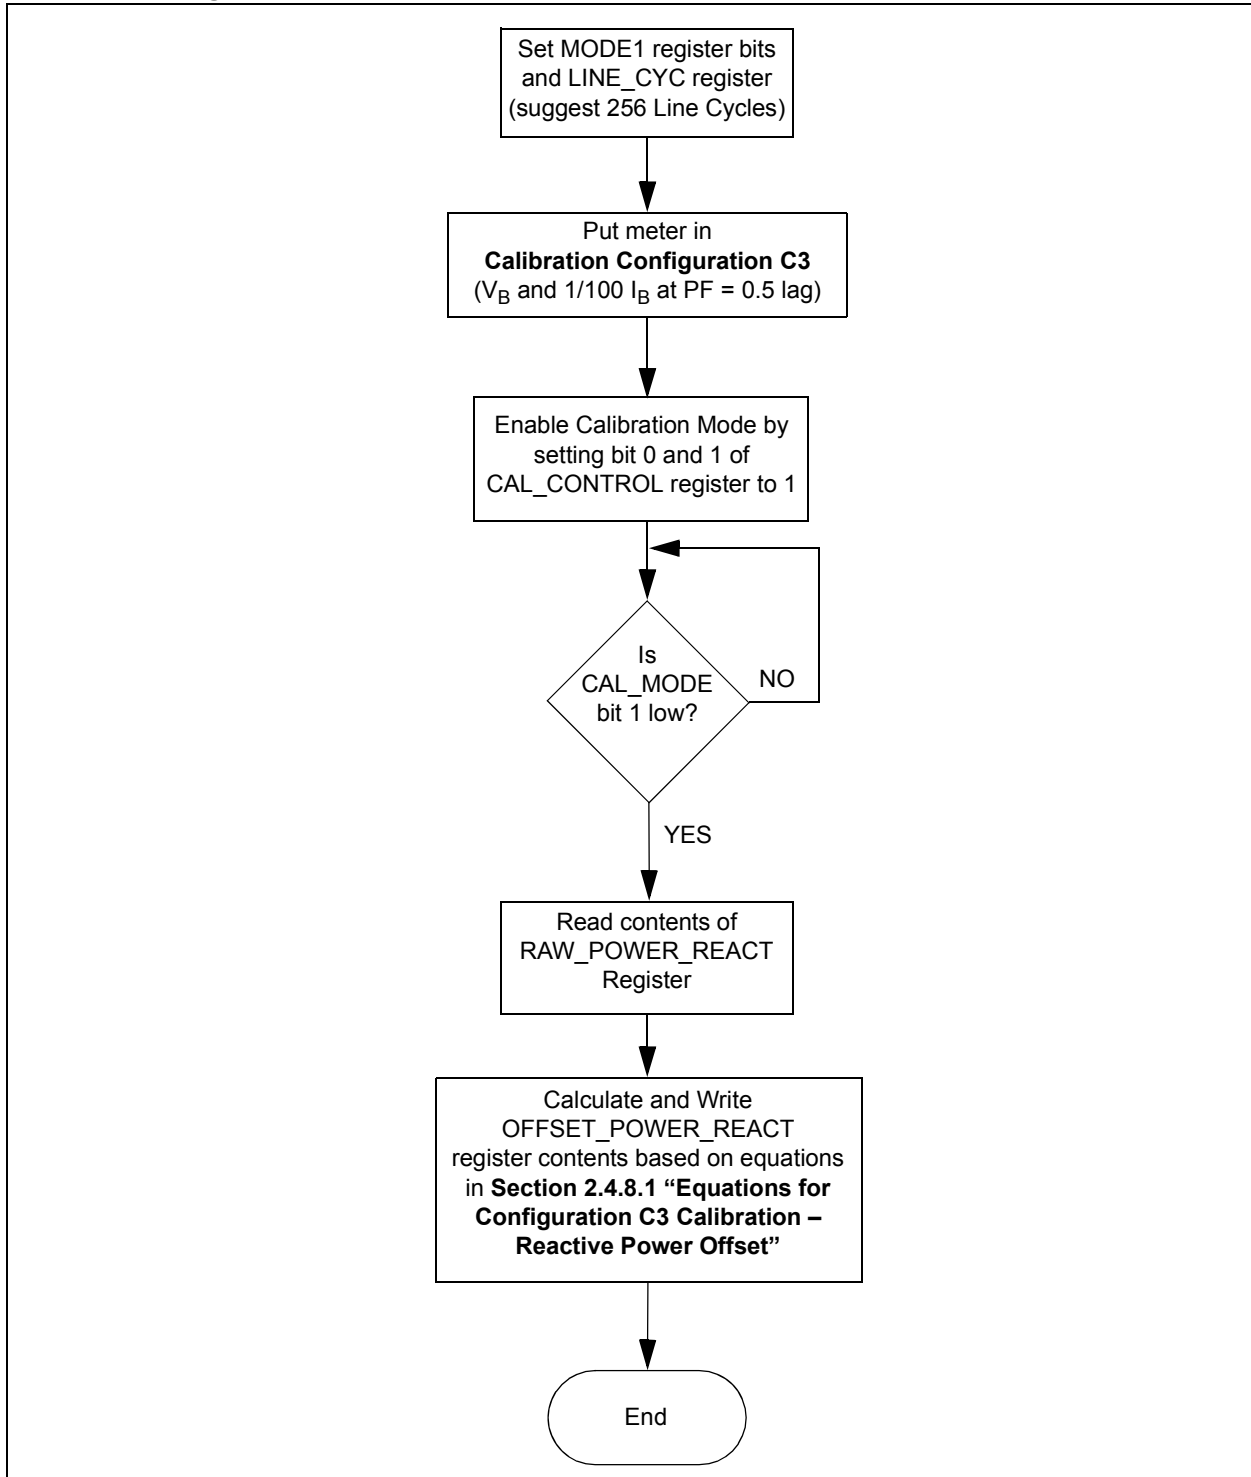 Set MODE1 register bits
and LINE_CYC register
(suggest 256 Line Cycles)
Put meter in
Calibration Configuration C3
(VB and 1/100 IB at PF = 0.5 lag)
Enable Calibration Mode by
setting bit 0 and 1 of
CAL_CONTROL register to 1
Is
CAL_MODE
bit 1 low?
NO
YES
Read contents of
RAW_POWER_REACT
Register
Calculate and Write
OFFSET_POWER_REACT
register contents based on equations
in Section 2.4.8.1 “Equations for
Configuration C3 Calibration –
Reactive Power Offset”
End